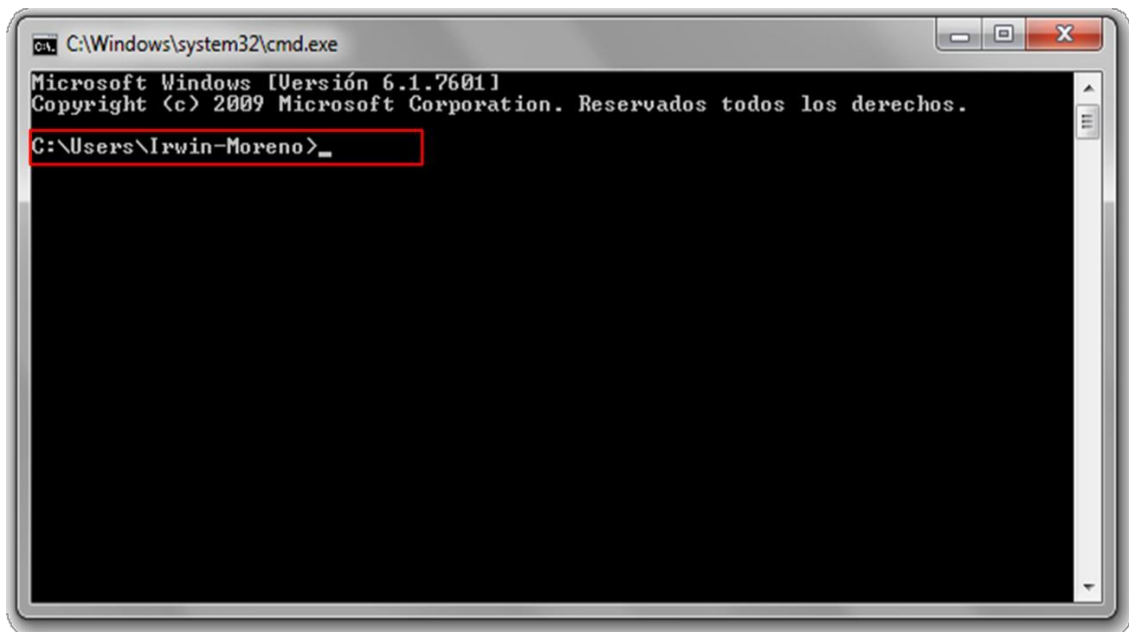 C:\Windows\system32\cmd.exe
Microsoft Windows [Versión 6.1.7601]
Copyright (c) 2009 Microsoft Corporation. Reservados todos los derechos.
C:\Users\Irwin-Moreno>_